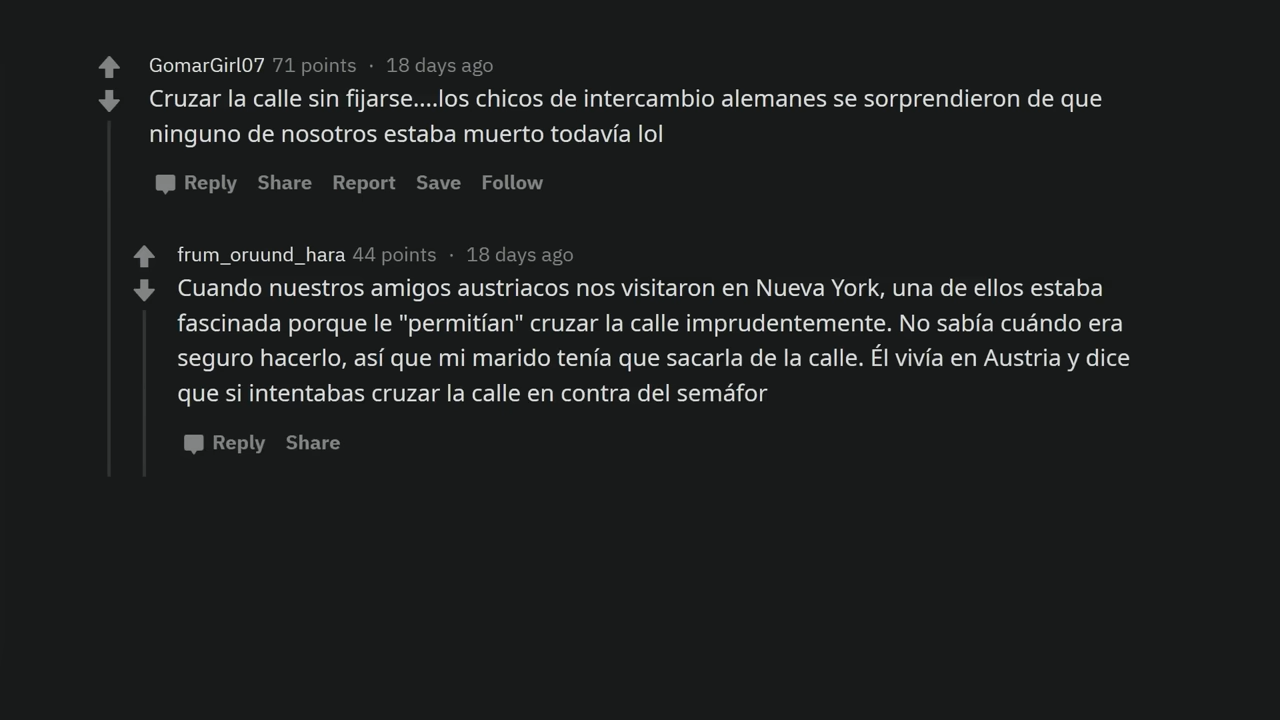 GomarGirl07 71 points · 18 days ago
Cruzar la calle sin fijarse....los chicos de intercambio alemanes se sorprendieron de que
ninguno de nosotros estaba muerto todavía lol
Reply Share Report Save Follow
frum_oruund_hara 44 points · 18 days ago
Cuando nuestros amigos austriacos nos visitaron en Nueva York, una de ellos estaba
fascinada porque le "permitían" cruzar la calle imprudentemente. No sabía cuándo era
seguro hacerlo, así que mi marido tenía que sacarla de la calle. Él vivía en Austria y dice
que si intentabas cruzar la calle en contra del semáfor
Reply Share